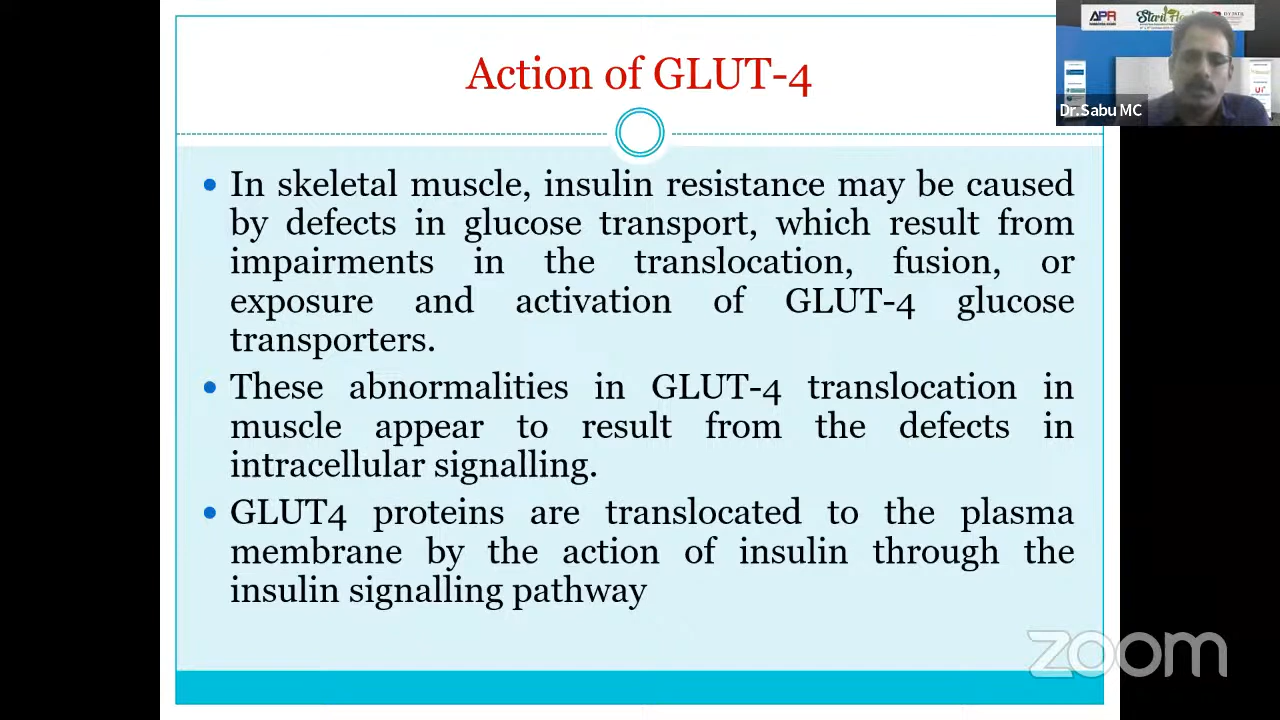 Action of GLUT-4
APR
Dr.Sabu MC
• In skeletal muscle, insulin resistance may be caused
by defects in glucose transport, which result from
impairments in the translocation, fusion, or
exposure and activation of GLUT-4 glucose
transporters.
• These abnormalities in GLUT-4 translocation in
muscle appear to result from the defects in
intracellular signalling.
• GLUT4 proteins are translocated to the plasma
membrane by the action of insulin through the
insulin signalling pathway
zoom